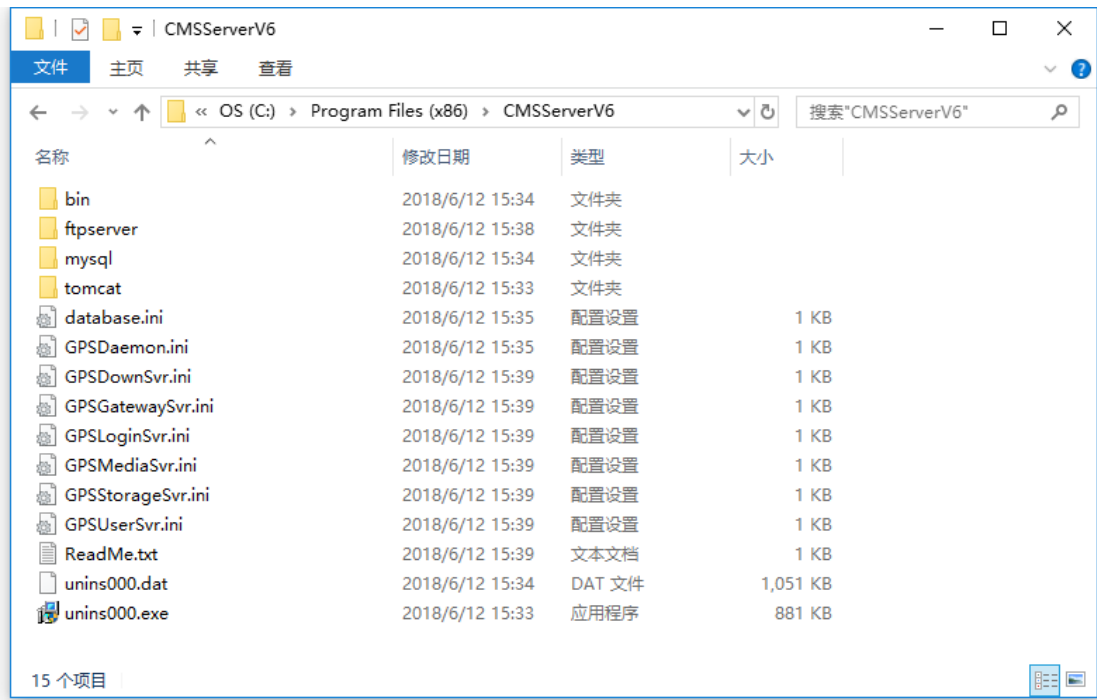 CMSServerV6
文件 主页 共享 查看
« OS (C:) › Program Files (x86) › CMSServerV6 搜索"CMSServerV6"
名称 修改日期 类型 大小
bin 2018/6/12 15:34 文件夹
ftpserver 2018/6/12 15:38 文件夹
mysql 2018/6/12 15:34 文件夹
tomcat 2018/6/12 15:33 文件夹
database.ini 2018/6/12 15:35 配置设置 1 KB
GPSDaemon.ini 2018/6/12 15:35 配置设置 1 KB
GPSDownSvr.ini 2018/6/12 15:39 配置设置 1 KB
GPSGatewaySvr.ini 2018/6/12 15:39 配置设置 1 KB
GPSLoginSvr.ini 2018/6/12 15:39 配置设置 1 KB
GPSMediaSvr.ini 2018/6/12 15:39 配置设置 1 KB
GPSStorageSvr.ini 2018/6/12 15:39 配置设置 1 KB
GPSUserSvr.ini 2018/6/12 15:39 配置设置 1 KB
ReadMe.txt 2018/6/12 15:39 文本文档 1 KB
unins000.dat 2018/6/12 15:34 DAT 文件 1,051 KB
unins000.exe 2018/6/12 15:33 应用程序 881 KB
15 个项目